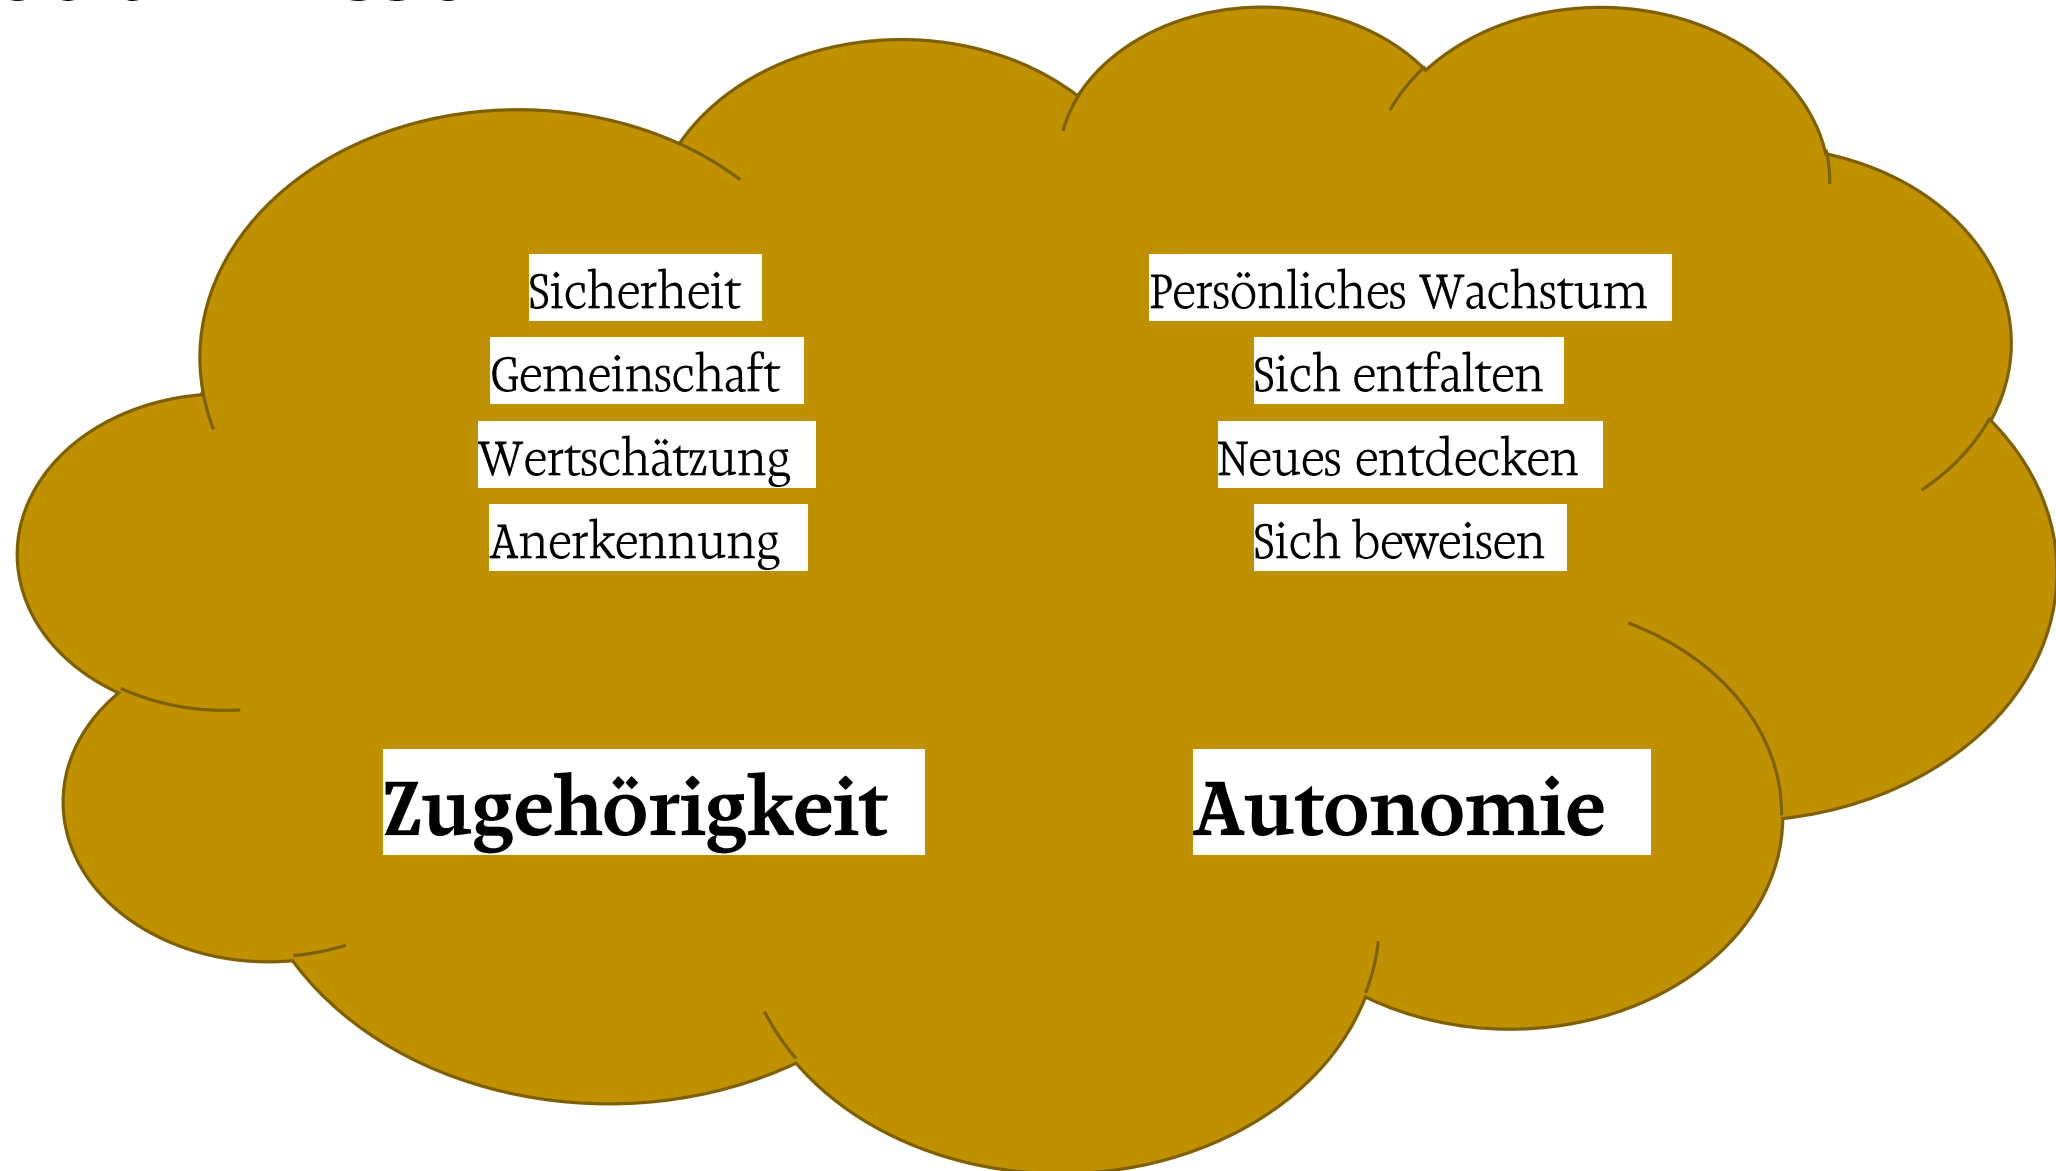 Sicherheit
Gemeinschaft
Wertschätzung
Anerkennung
Zugehörigkeit
Persönliches Wachstum
Sich entfalten
Neues entdecken
Sich beweisen
Autonomie